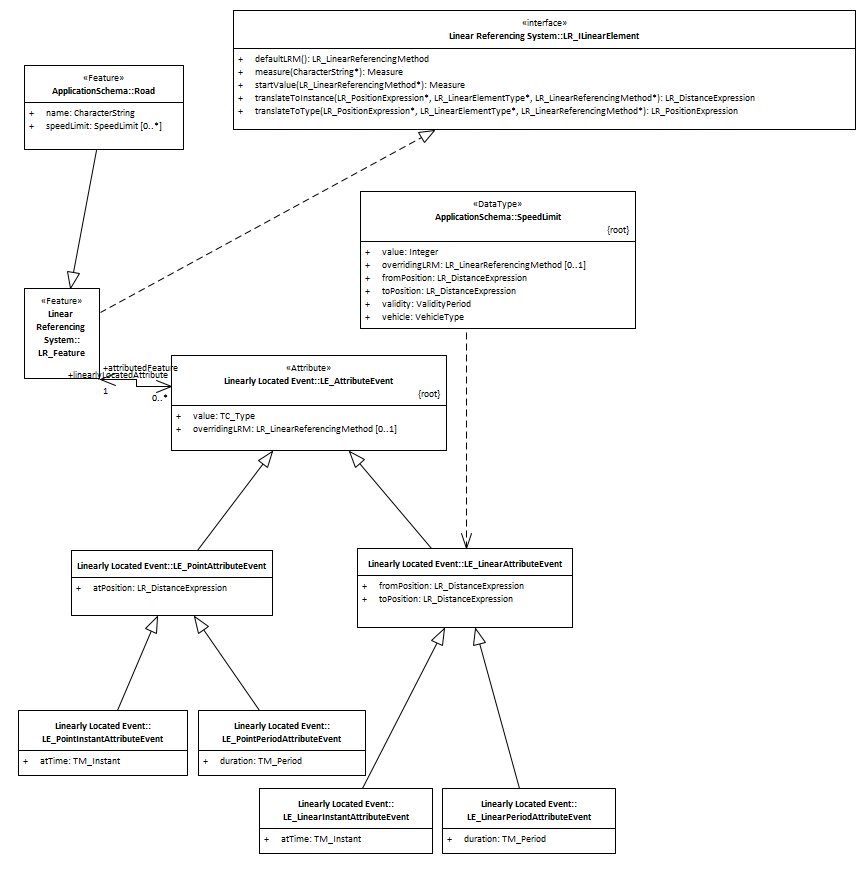 «interface»
Linear Referencing System::LR_ILinearElement
+ defaultLRM(): LR_LinearReferencingMethod
+ measure(CharacterString*): Measure
+ startValue(LR_LinearReferencingMethod*): Measure
+ translateToInstance(LR_PositionExpression*, LR_LinearElementType*, LR_LinearReferencingMethod*): LR_DistanceExpression
+ translateToType(LR_PositionExpression*, LR_LinearElementType*, LR_LinearReferencingMethod*): LR_PositionExpression
«Feature»
ApplicationSchema::Road
+ name: CharacterString
+ speedLimit: SpeedLimit [0..*]
«DataType»
ApplicationSchema::SpeedLimit
{root}
+ value: Integer
+ overridingLRM: LR_LinearReferencingMethod [0..1]
+ fromPosition: LR_DistanceExpression
+ toPosition: LR_DistanceExpression
+ validity: ValidityPeriod
+ vehicle: VehicleType
«Feature»
Linear
Referencing
System::
LR_Feature
+attributedFeature
+linearlyLocatedAttribute
1
0..*
«Attribute»
Linearly Located Event::LE_AttributeEvent
{root}
+ value: TC_Type
+ overridingLRM: LR_LinearReferencingMethod [0..1]
Linearly Located Event::LE_PointAttributeEvent
+ atPosition: LR_DistanceExpression
Linearly Located Event::LE_LinearAttributeEvent
+ fromPosition: LR_DistanceExpression
+ toPosition: LR_DistanceExpression
Linearly Located Event::
LE_PointInstantAttributeEvent
+ atTime: TM_Instant
Linearly Located Event::
LE_PointPeriodAttributeEvent
+ duration: TM_Period
Linearly Located Event::
LE_LinearInstantAttributeEvent
+ atTime: TM_Instant
Linearly Located Event::
LE_LinearPeriodAttributeEvent
+ duration: TM_Period